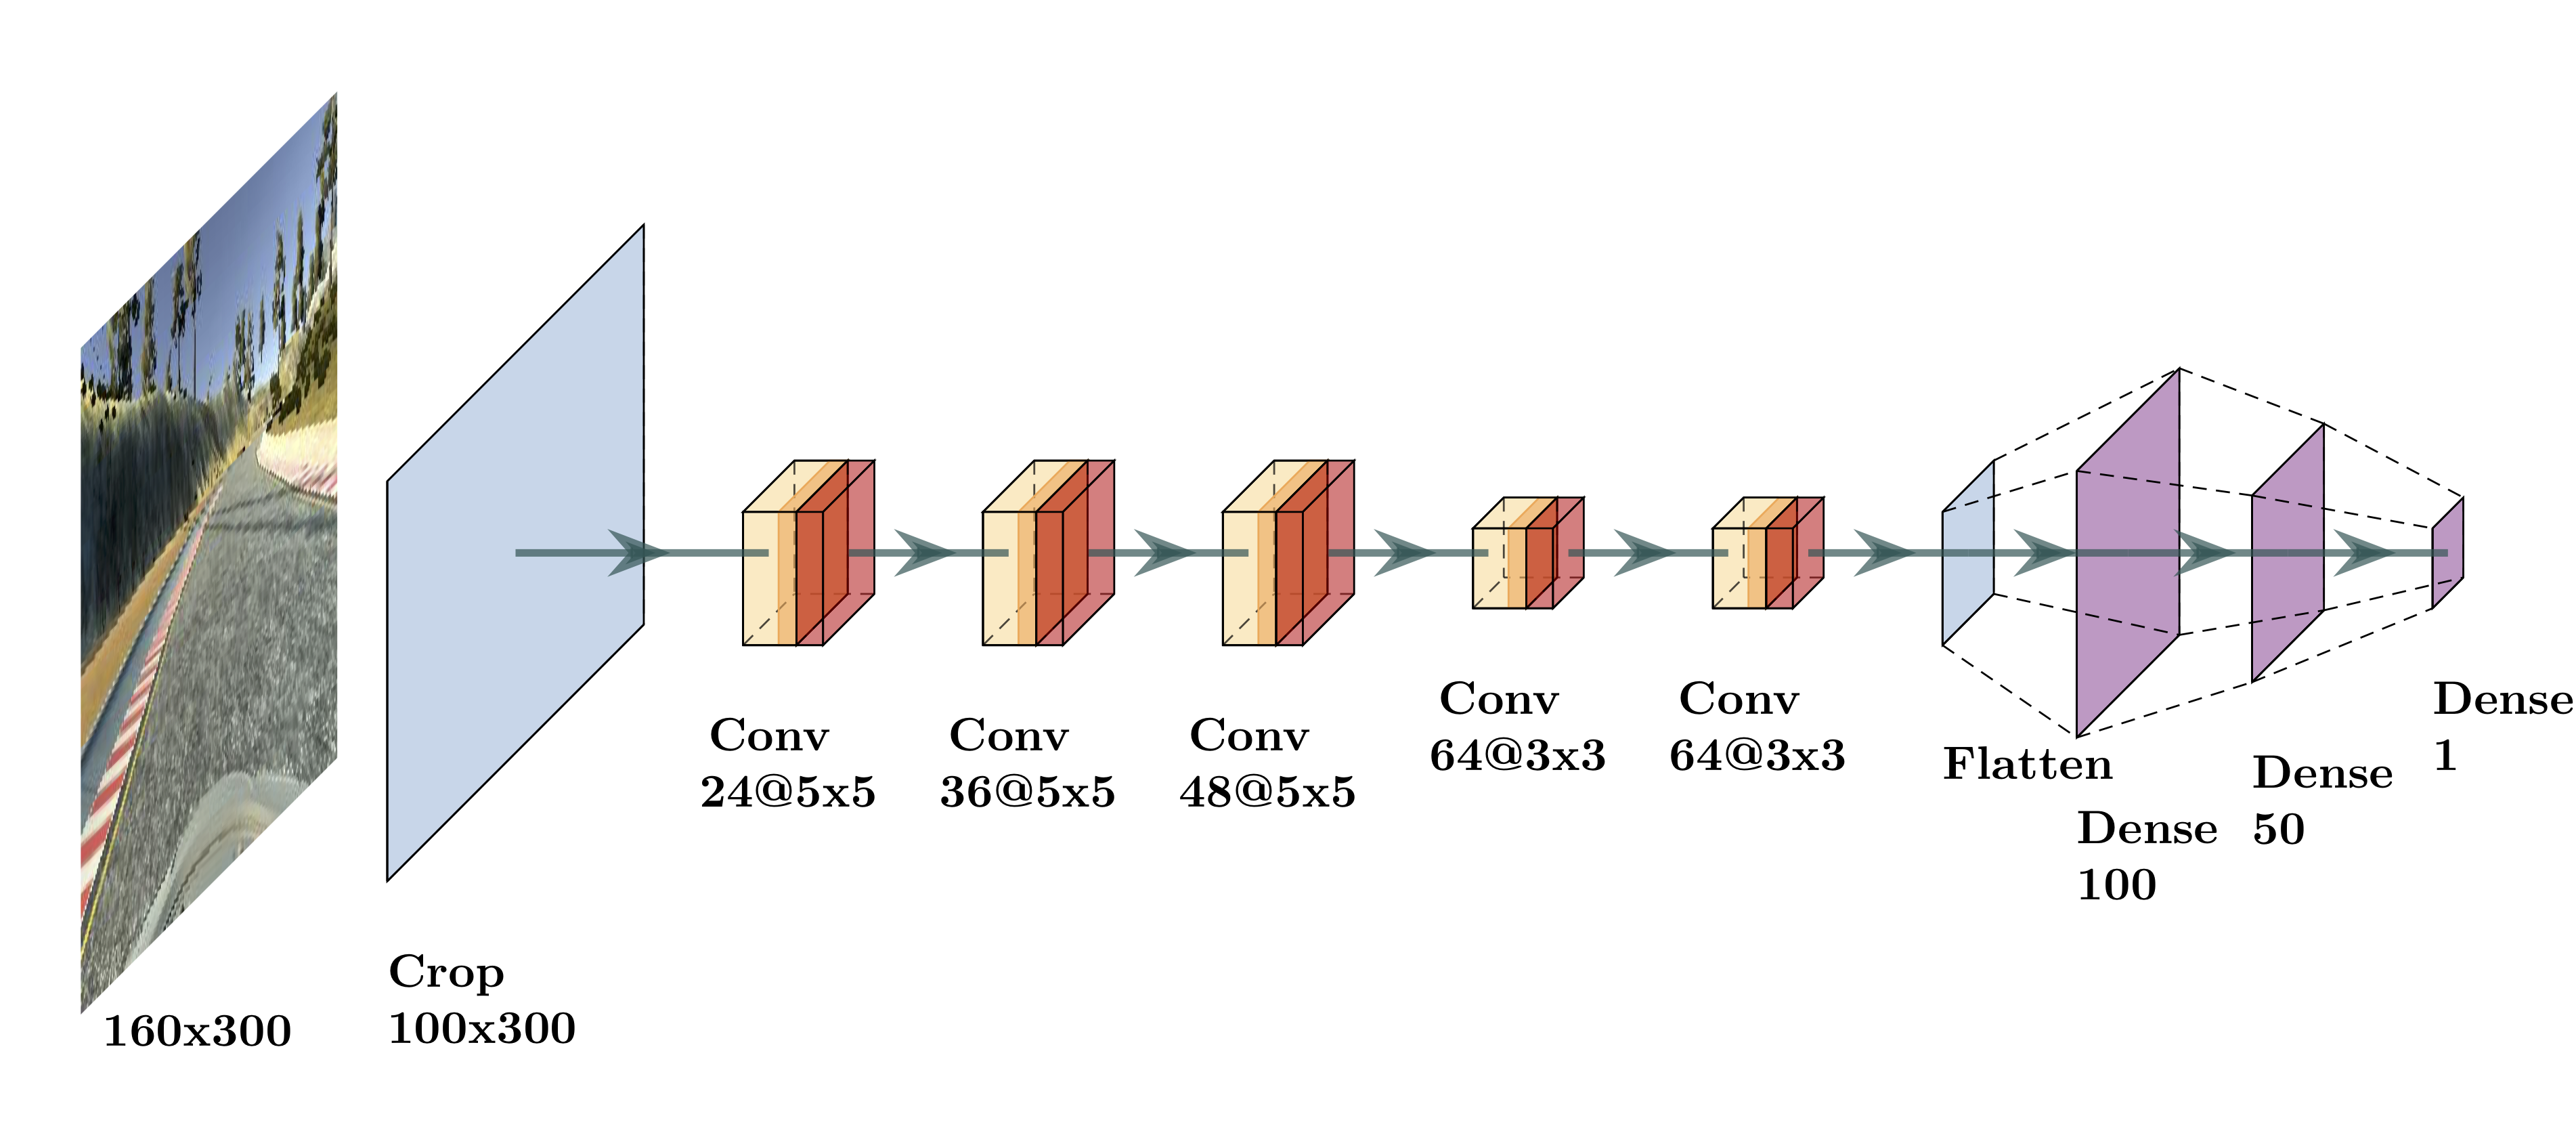 160x300
Crop
100x300
Conv
24@5x5
Conv
36@5x5
Conv
48@5x5
Conv
64@3x3
Conv
64@3x3
Flatten
Dense
100
Dense
50
Dense
1